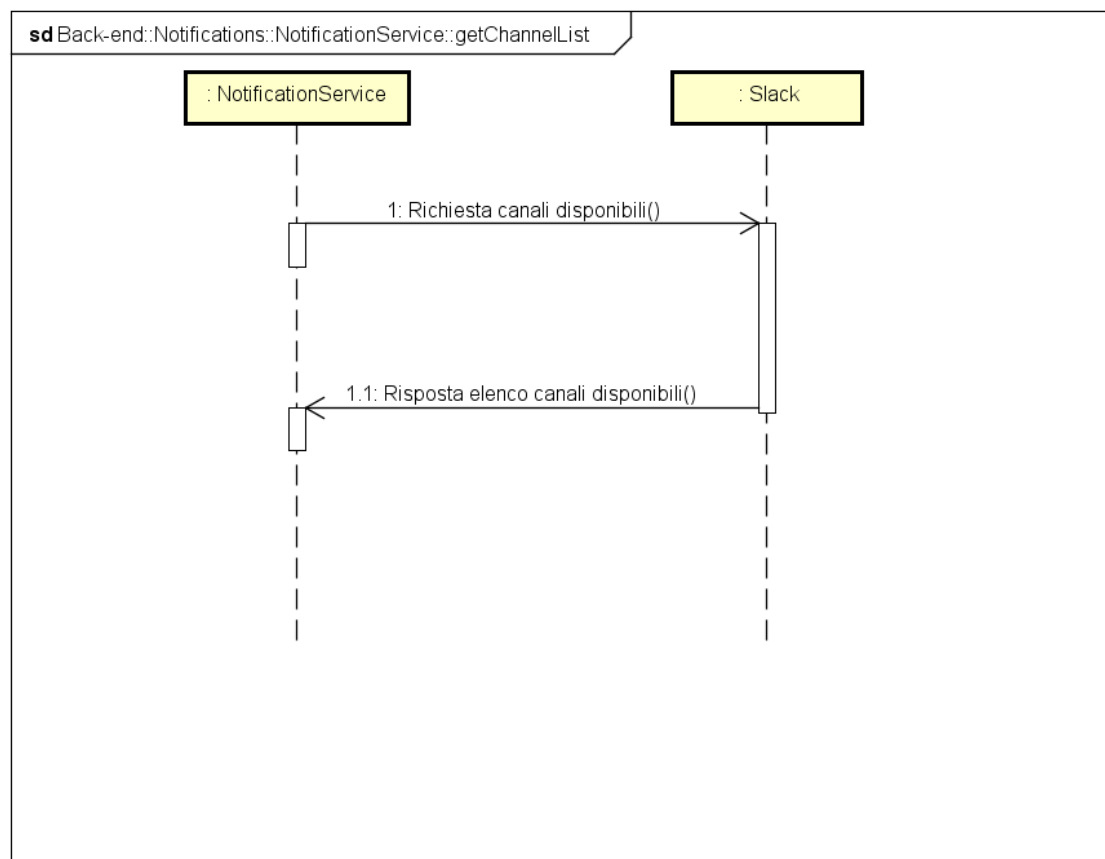 sd Back-end::Notifications::NotificationService::getChannelList
: NotificationService
: Slack
1: Richiesta canali disponibili()
1.1: Risposta elenco canali disponibili()